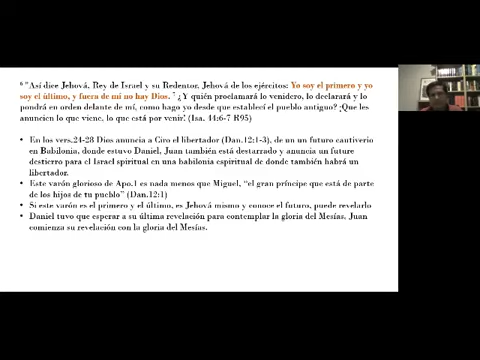 6 "Así dice Jehová, Rey de Israel y su Redentor, Jehová de los ejércitos: Yo soy el primero y yo
soy el último, y fuera de mí no hay Dios. 7 ¿Y quién proclamará lo venidero, lo declarará y lo
pondrá en orden delante de mí, como hago yo desde que establecí el pueblo antiguo? ¡Que les
anuncien lo que viene, lo que está por venir! (Isa. 44:6-7 R95)
• En los vers.24-28 Dios anuncia a Ciro el libertador (Dan.12:1-3), de un un futuro cautiverio
en Babilonia, donde estuvo Daniel, Juan también está destarrado y anuncia un future
destierro para el Israel spiritual en una babilonia espiritual de donde también habrá un
libertador.
• Este varón glorioso de Apo.1 es nada menos que Miguel, "el gran príncipe que está de parte
de los hijos de tu pueblo" (Dan.12:1)
• Si este varón es el primero y el último, es Jehová mismo y conoce el futuro, puede revelarlo
• Daniel tuvo que esperar a su última revelación para contemplar la gloria del Mesías, Juan
comienza su revelación con la gloria del Mesías.